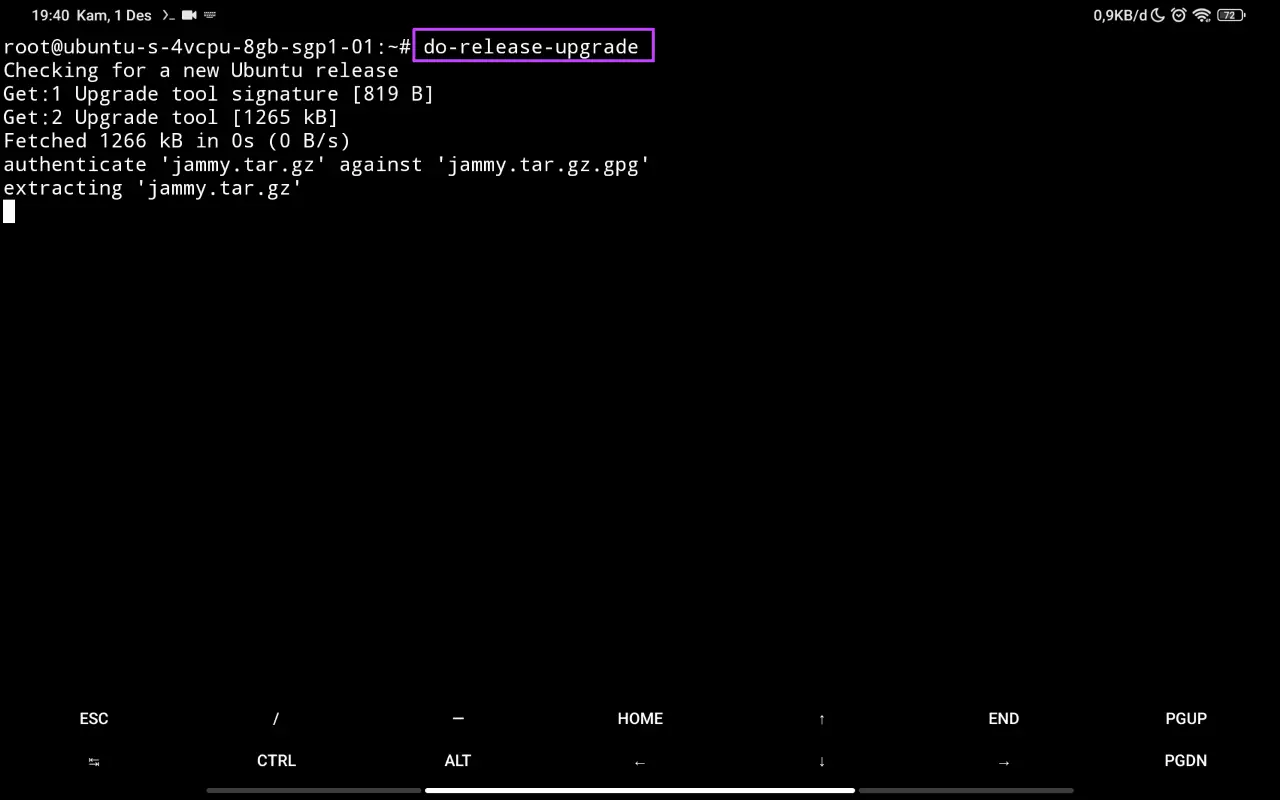 19:40 Kam, 1 Des >_ 0,9KB/d 72
root@ubuntu-s-4vcpu-8gb-sgp1-01:~# do-release-upgrade
Checking for a new Ubuntu release
Get:1 Upgrade tool signature [819 B]
Get:2 Upgrade tool [1265 kB]
Fetched 1266 kB in 0s (0 B/s)
authenticate 'jammy.tar.gz' against 'jammy.tar.gz.gpg'
extracting 'jammy.tar.gz'
ESC / — HOME ↑ END PGUP
↹ CTRL ALT ← ↓ → PGDN